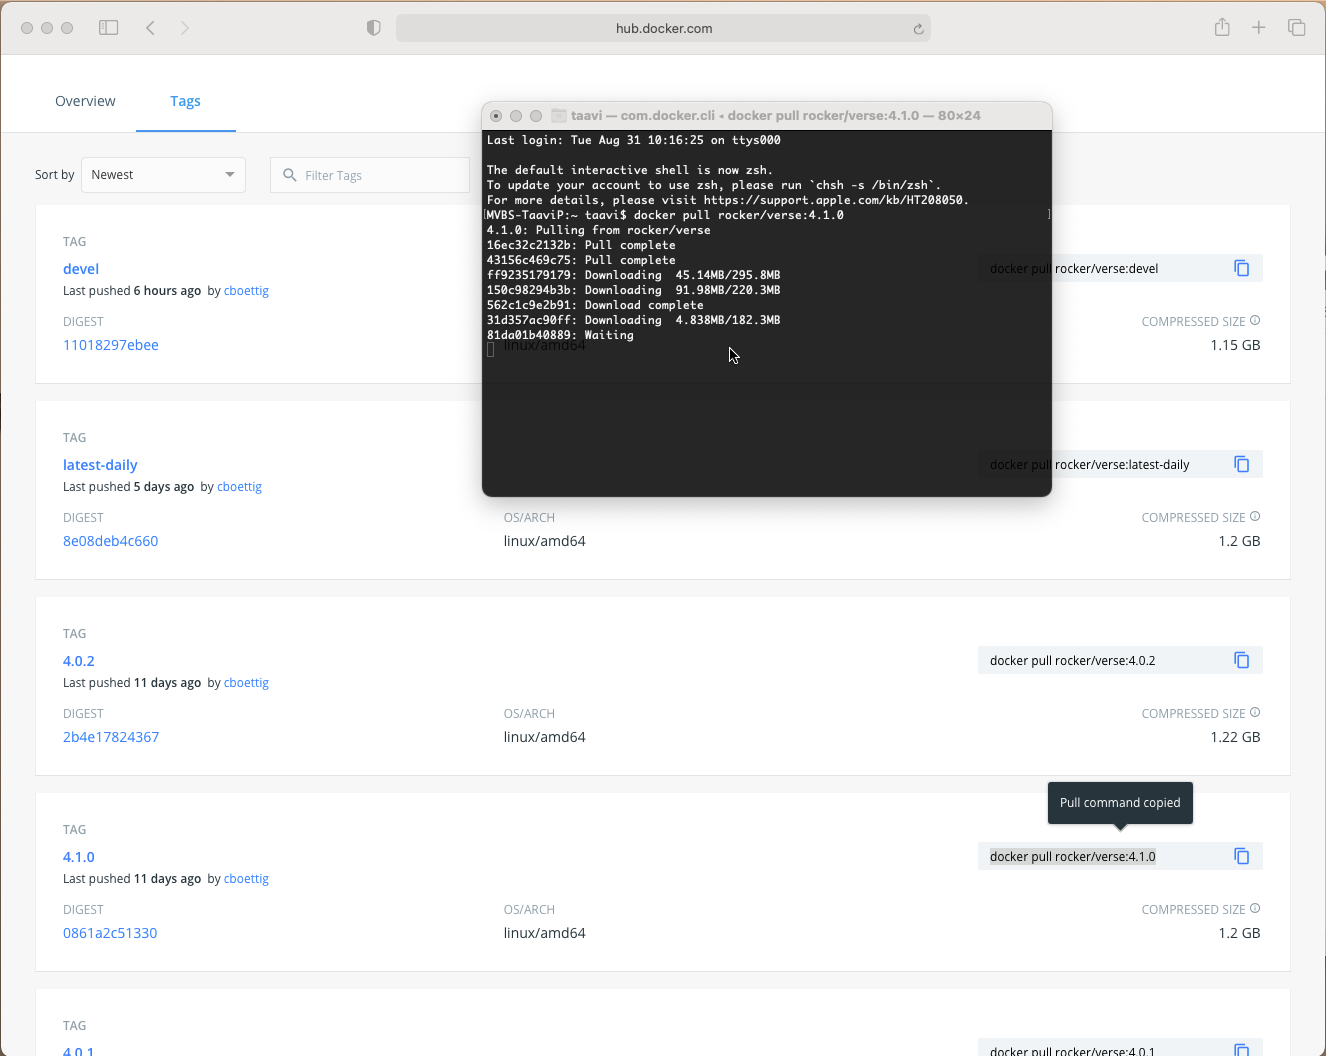 hub.docker.com
Overview
Tags
taavi — com.docker.cli ◂ docker pull rocker/verse:4.1.0 — 80×24
Last login: Tue Aug 31 10:16:25 on ttys000
The default interactive shell is now zsh.
To update your account to use zsh, please run `chsh -s /bin/zsh`.
For more details, please visit https://support.apple.com/kb/HT208050.
[MVBS-TaaviP:~ taavi$ docker pull rocker/verse:4.1.0 ]
4.1.0: Pulling from rocker/verse
16ec32c2132b: Pull complete
43156c469c75: Pull complete
ff9235179179: Downloading 45.14MB/295.8MB
150c98294b3b: Downloading 91.98MB/220.3MB
562c1c9e2b91: Download complete
31d357ac90ff: Downloading 4.838MB/182.3MB
81da01b40889: Waiting
Sort by
Newest
Filter Tags
TAG
devel
docker pull rocker/verse:devel
Last pushed 6 hours ago by cboettig
DIGEST
COMPRESSED SIZE
11018297ebee
linux/amd64
1.15 GB
TAG
latest-daily
docker pull rocker/verse:latest-daily
Last pushed 5 days ago by cboettig
DIGEST
OS/ARCH
COMPRESSED SIZE
8e08deb4c660
linux/amd64
1.2 GB
TAG
4.0.2
docker pull rocker/verse:4.0.2
Last pushed 11 days ago by cboettig
DIGEST
OS/ARCH
COMPRESSED SIZE
2b4e17824367
linux/amd64
1.22 GB
Pull command copied
TAG
4.1.0
docker pull rocker/verse:4.1.0
Last pushed 11 days ago by cboettig
DIGEST
OS/ARCH
COMPRESSED SIZE
0861a2c51330
linux/amd64
1.2 GB
TAG
4.0.1
docker pull rocker/verse:4.0.1